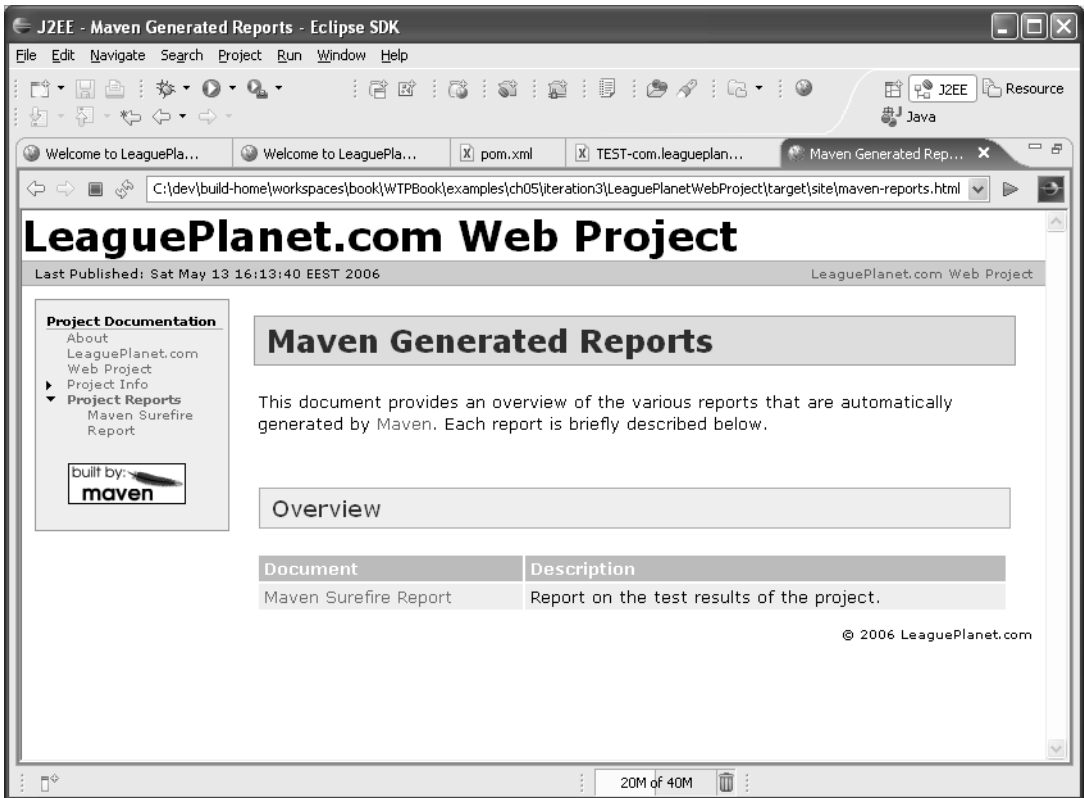 J2EE - Maven Generated Reports - Eclipse SDK
File Edit Navigate Search Project Run Window Help
J2EE Resource
Java
Welcome to LeaguePla... Welcome to LeaguePla... pom.xml TEST-com.leagueplan... Maven Generated Rep...
C:\dev\build-home\workspaces\book\WTPBook\examples\ch05\iteration3\LeaguePlanetWebProject\target\site\maven-reports.html
LeaguePlanet.com Web Project
Last Published: Sat May 13 16:13:40 EEST 2006 LeaguePlanet.com Web Project
Project Documentation
About
LeaguePlanet.com
Web Project
Project Info
Project Reports
Maven Surefire
Report
built by:
maven
Maven Generated Reports
This document provides an overview of the various reports that are automatically
generated by Maven. Each report is briefly described below.
Overview
Document Description
Maven Surefire Report Report on the test results of the project.
© 2006 LeaguePlanet.com
20M of 40M